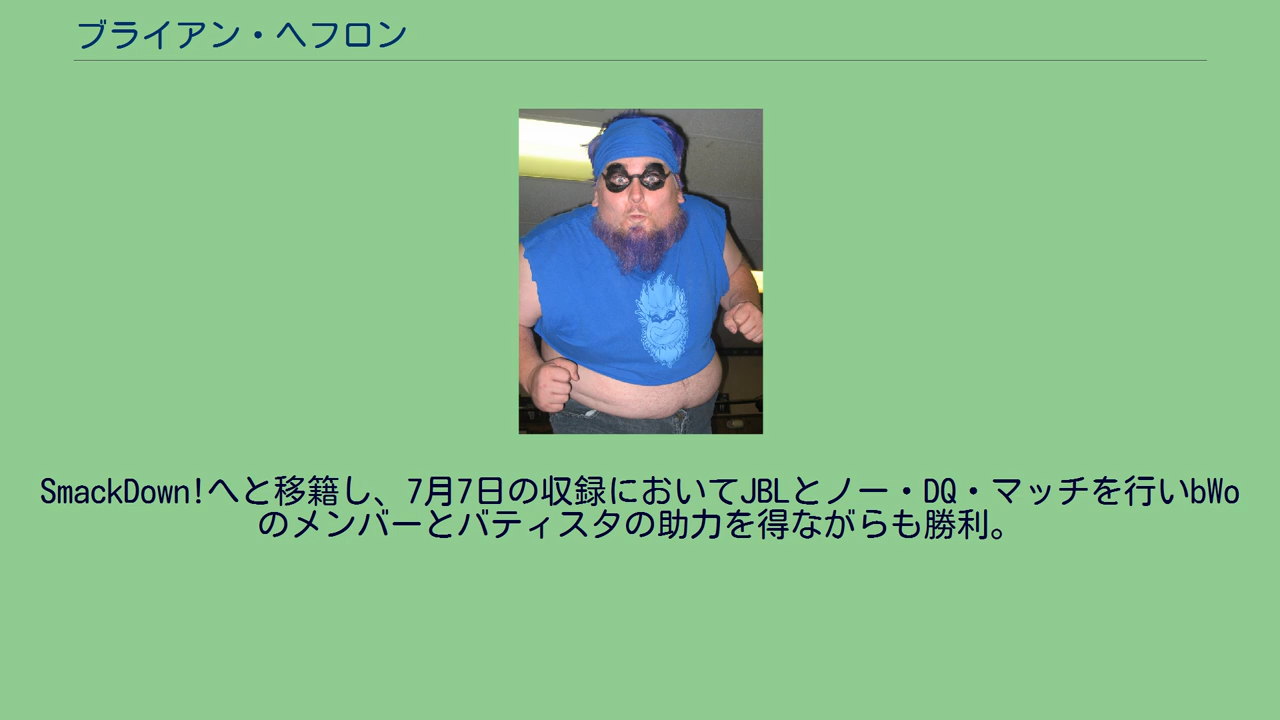 ブライアン・ヘフロン
SmackDown!へと移籍し、7月7日の収録においてJBLとノー・DQ・マッチを行いbWo
のメンバーとバティスタの助力を得ながらも勝利。